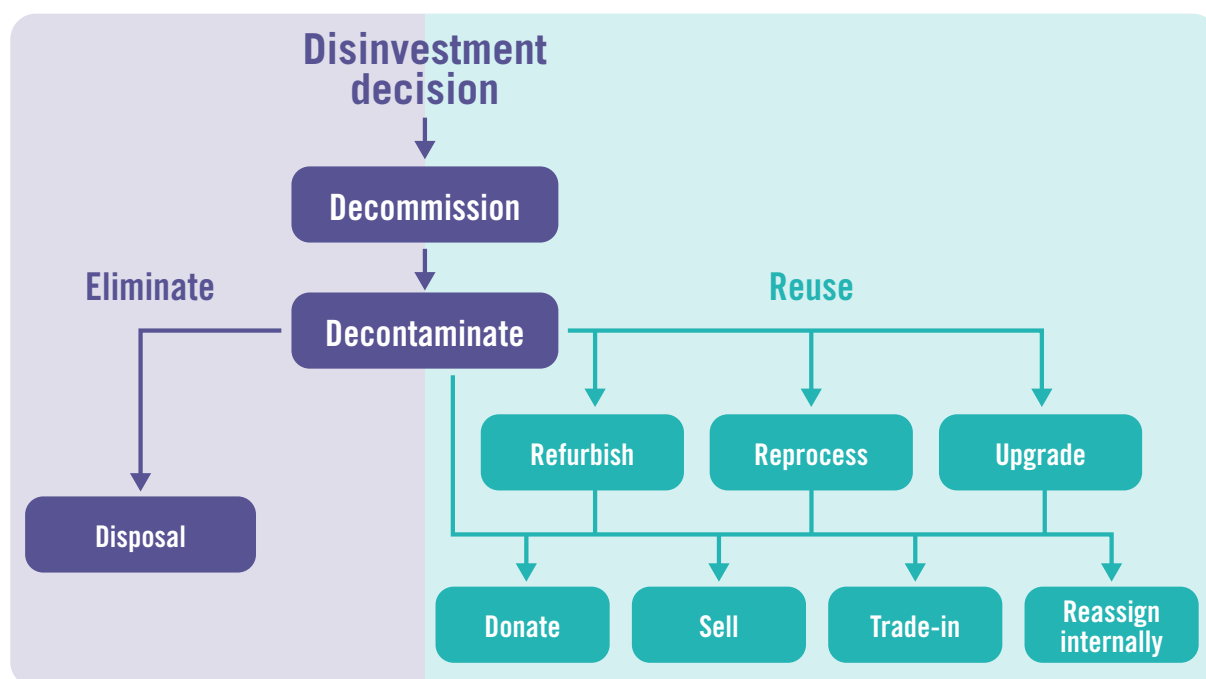 Disinvestment
decision
Decommission
Eliminate
Reuse
Decontaminate
Refurbish
Reprocess
Upgrade
Disposal
Donate
Sell
Trade-in
Reassign
internally